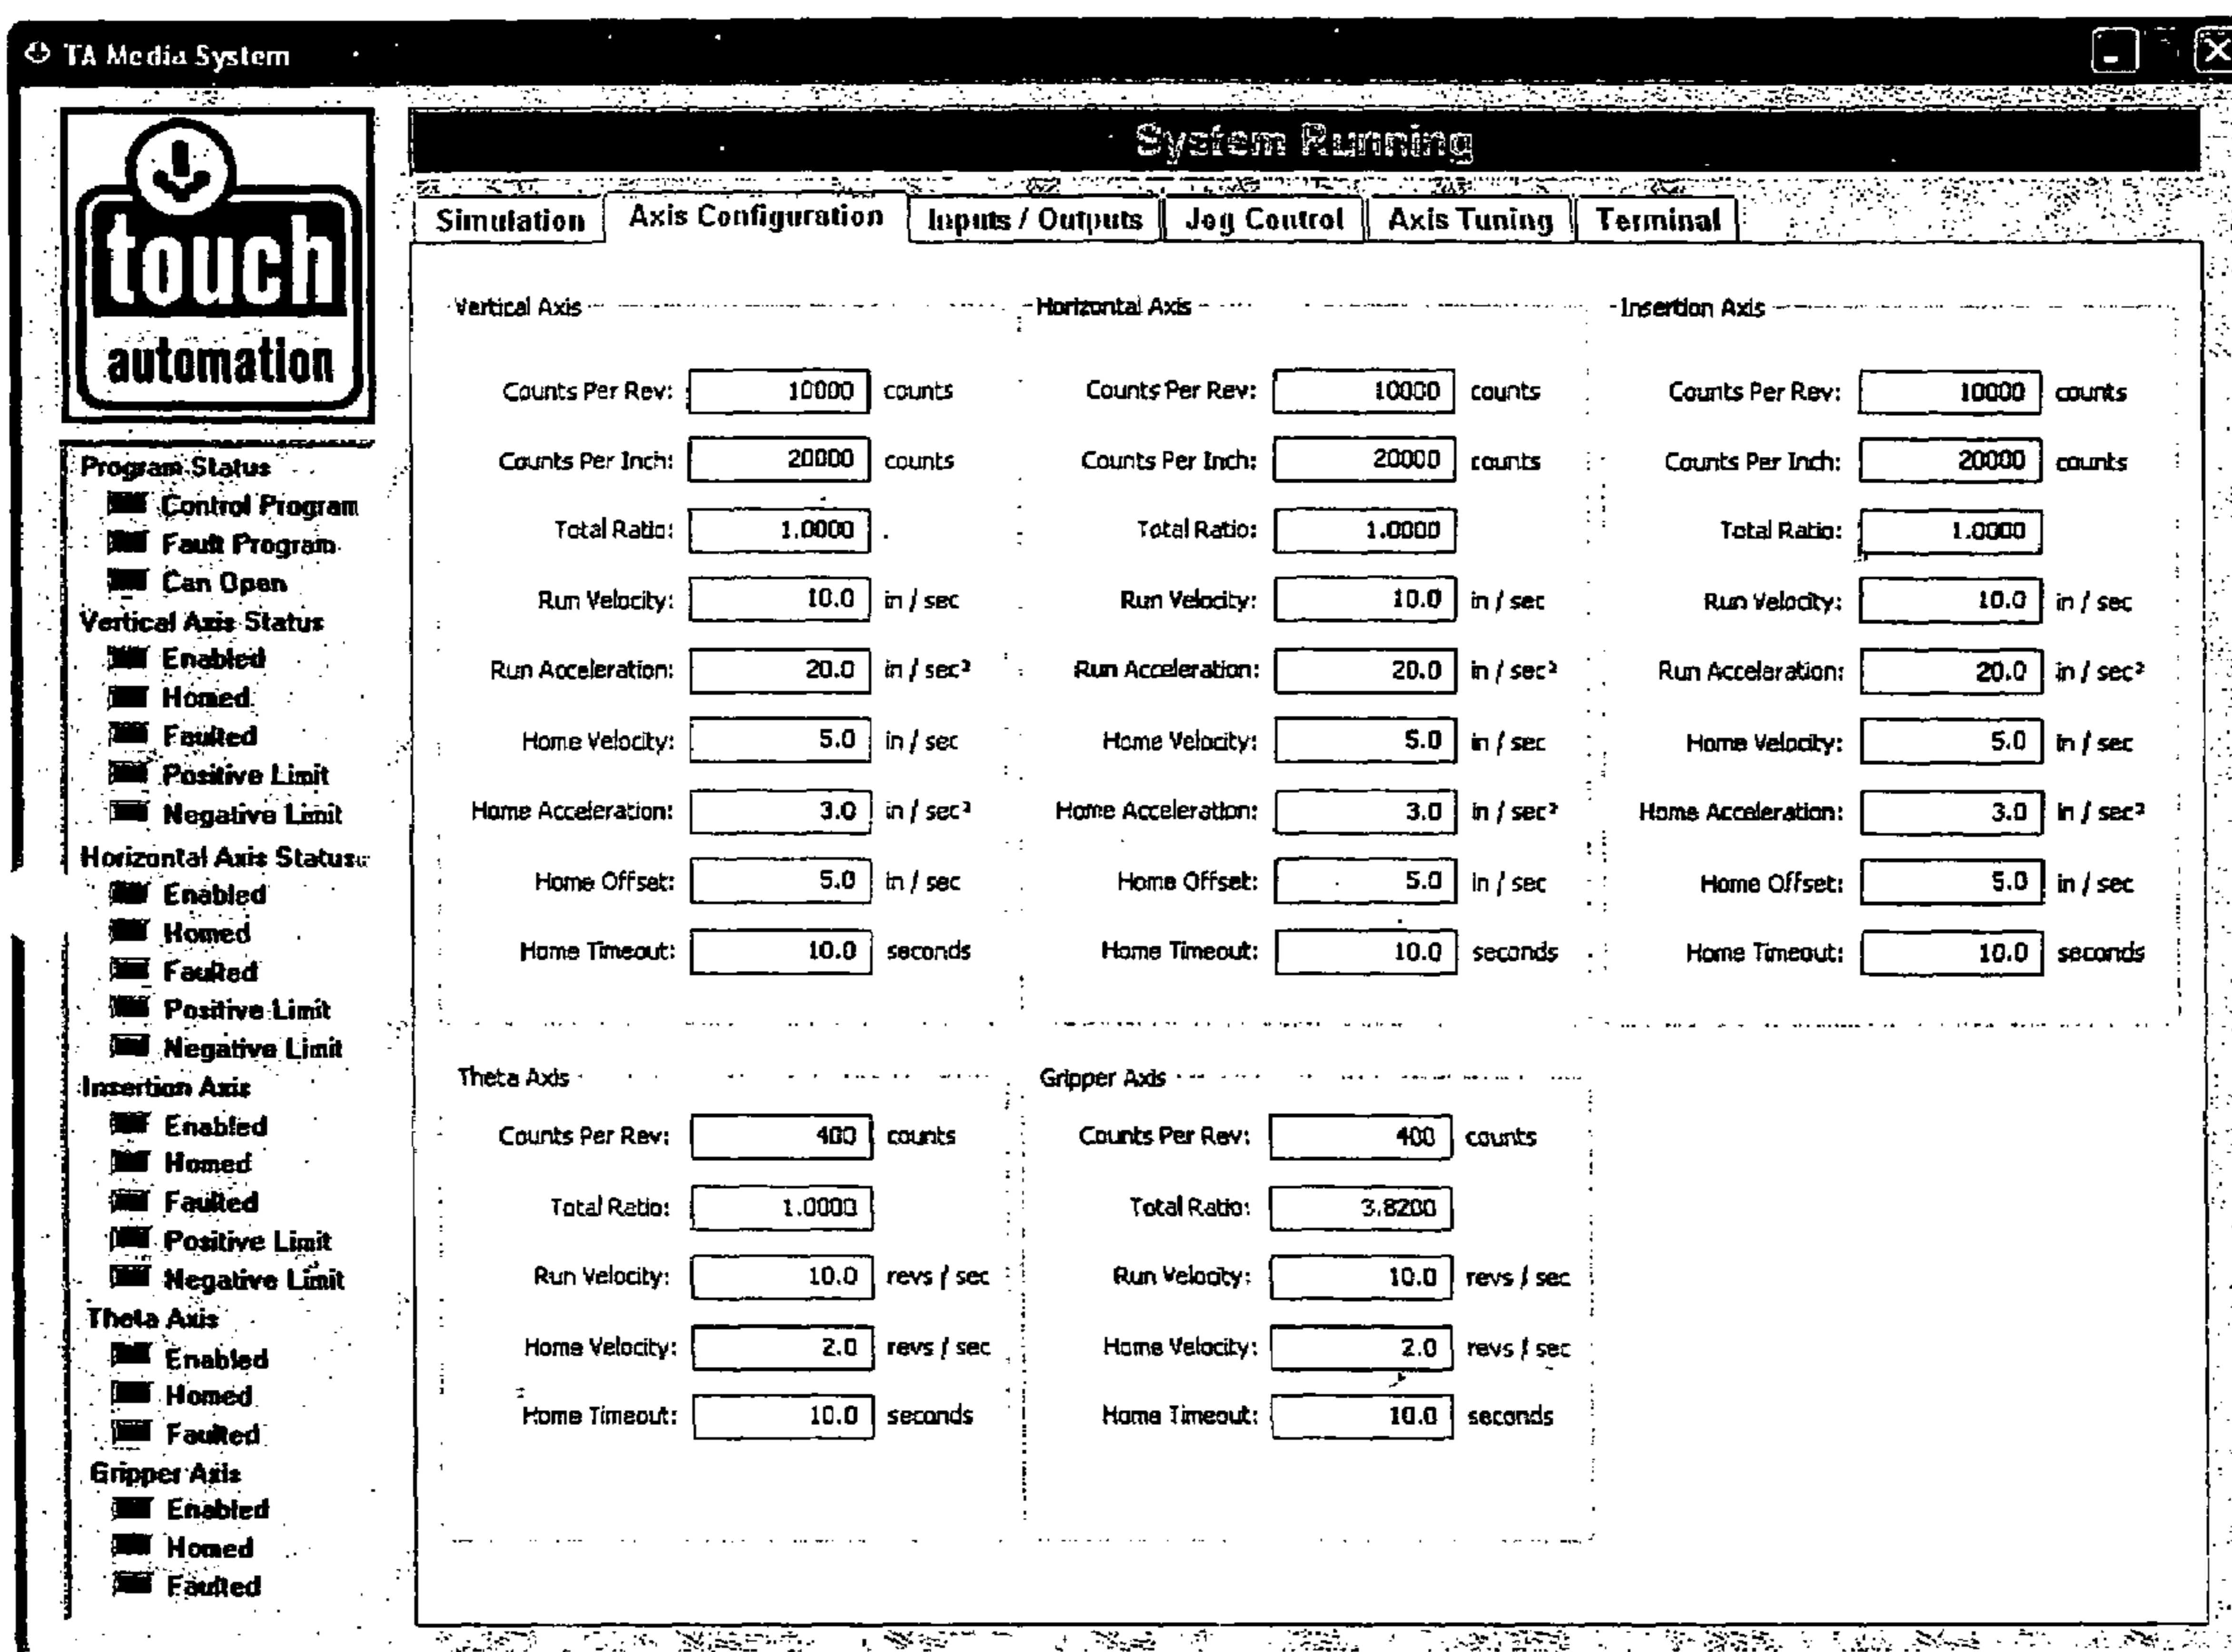 TA Media System
touch
automation
System Running
Simulation
Axis Configuration
Inputs / Outputs
Jog Control
Axis Tuning
Terminal
Program Status
Control Program
Fault Program
Can Open
Vertical Axis Status
Enabled
Homed
Faulted
Positive Limit
Negative Limit
Horizontal Axis Status
Enabled
Homed
Faulted
Positive Limit
Negative Limit
Insertion Axis
Enabled
Homed
Faulted
Positive Limit
Negative Limit
Theta Axis
Enabled
Homed
Faulted
Gripper Axis
Enabled
Homed
Faulted
Vertical Axis
Counts Per Rev: 10000 counts
Counts Per Inch: 20000 counts
Total Ratio: 1.0000
Run Velocity: 10.0 in / sec
Run Acceleration: 20.0 in / sec²
Home Velocity: 5.0 in / sec
Home Acceleration: 3.0 in / sec²
Home Offset: 5.0 in / sec
Home Timeout: 10.0 seconds
Horizontal Axis
Counts Per Rev: 10000 counts
Counts Per Inch: 20000 counts
Total Ratio: 1.0000
Run Velocity: 10.0 in / sec
Run Acceleration: 20.0 in / sec²
Home Velocity: 5.0 in / sec
Home Acceleration: 3.0 in / sec²
Home Offset: 5.0 in / sec
Home Timeout: 10.0 seconds
Insertion Axis
Counts Per Rev: 10000 counts
Counts Per Inch: 20000 counts
Total Ratio: 1.0000
Run Velocity: 10.0 in / sec
Run Acceleration: 20.0 in / sec²
Home Velocity: 5.0 in / sec
Home Acceleration: 3.0 in / sec²
Home Offset: 5.0 in / sec
Home Timeout: 10.0 seconds
Theta Axis
Counts Per Rev: 400 counts
Total Ratio: 1.0000
Run Velocity: 10.0 revs / sec
Home Velocity: 2.0 revs / sec
Home Timeout: 10.0 seconds
Gripper Axis
Counts Per Rev: 400 counts
Total Ratio: 3.8200
Run Velocity: 10.0 revs / sec
Home Velocity: 2.0 revs / sec
Home Timeout: 10.0 seconds